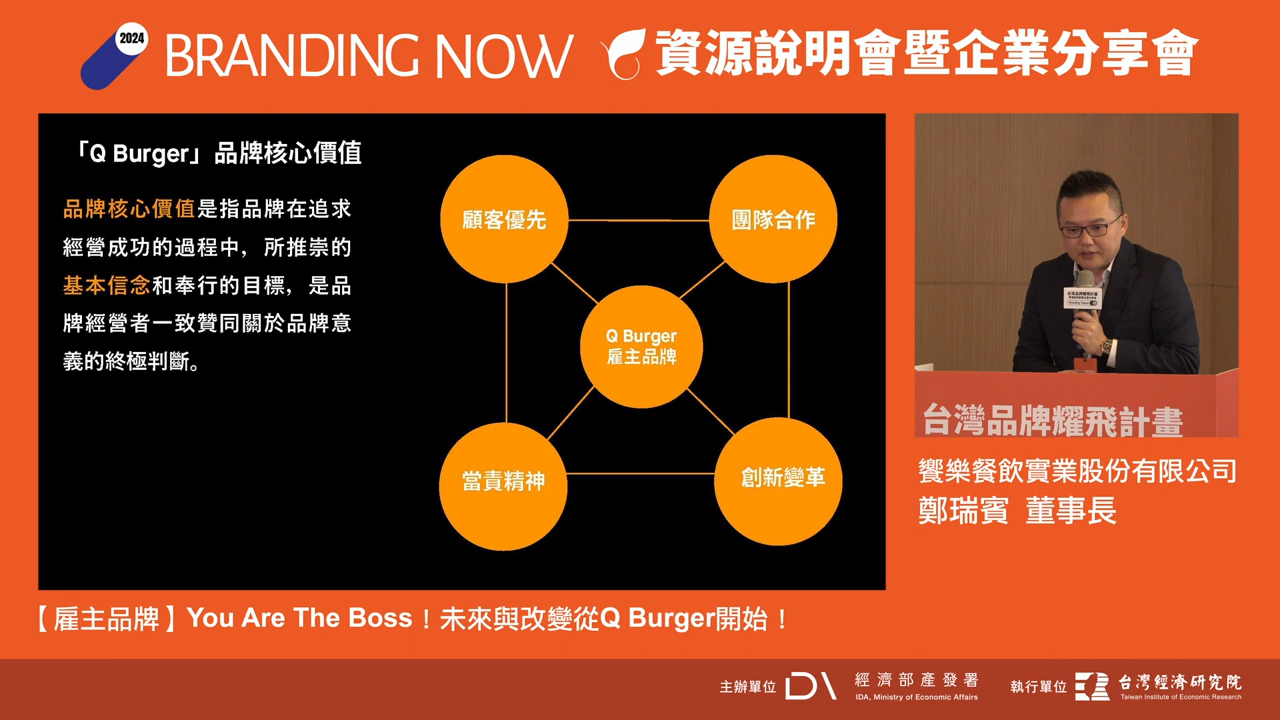 2024
BRANDING NOW 資源說明會暨企業分享會
「Q Burger」品牌核心價值
品牌核心價值是指品牌在追求
經營成功的過程中，所推崇的
基本信念和奉行的目標，是品
牌經營者一致贊同關於品牌意
義的終極判斷。
顧客優先
團隊合作
Q Burger
雇主品牌
當責精神
創新變革
台灣品牌耀飛計畫
台灣品牌耀飛計畫
饗樂餐飲實業股份有限公司
鄭瑞賓 董事長
【雇主品牌】You Are The Boss！未來與改變從Q Burger開始！
主辦單位 IDA 經濟部產發署
IDA, Ministry of Economic Affairs
執行單位 台灣經濟研究院
Taiwan Institute of Economic Research